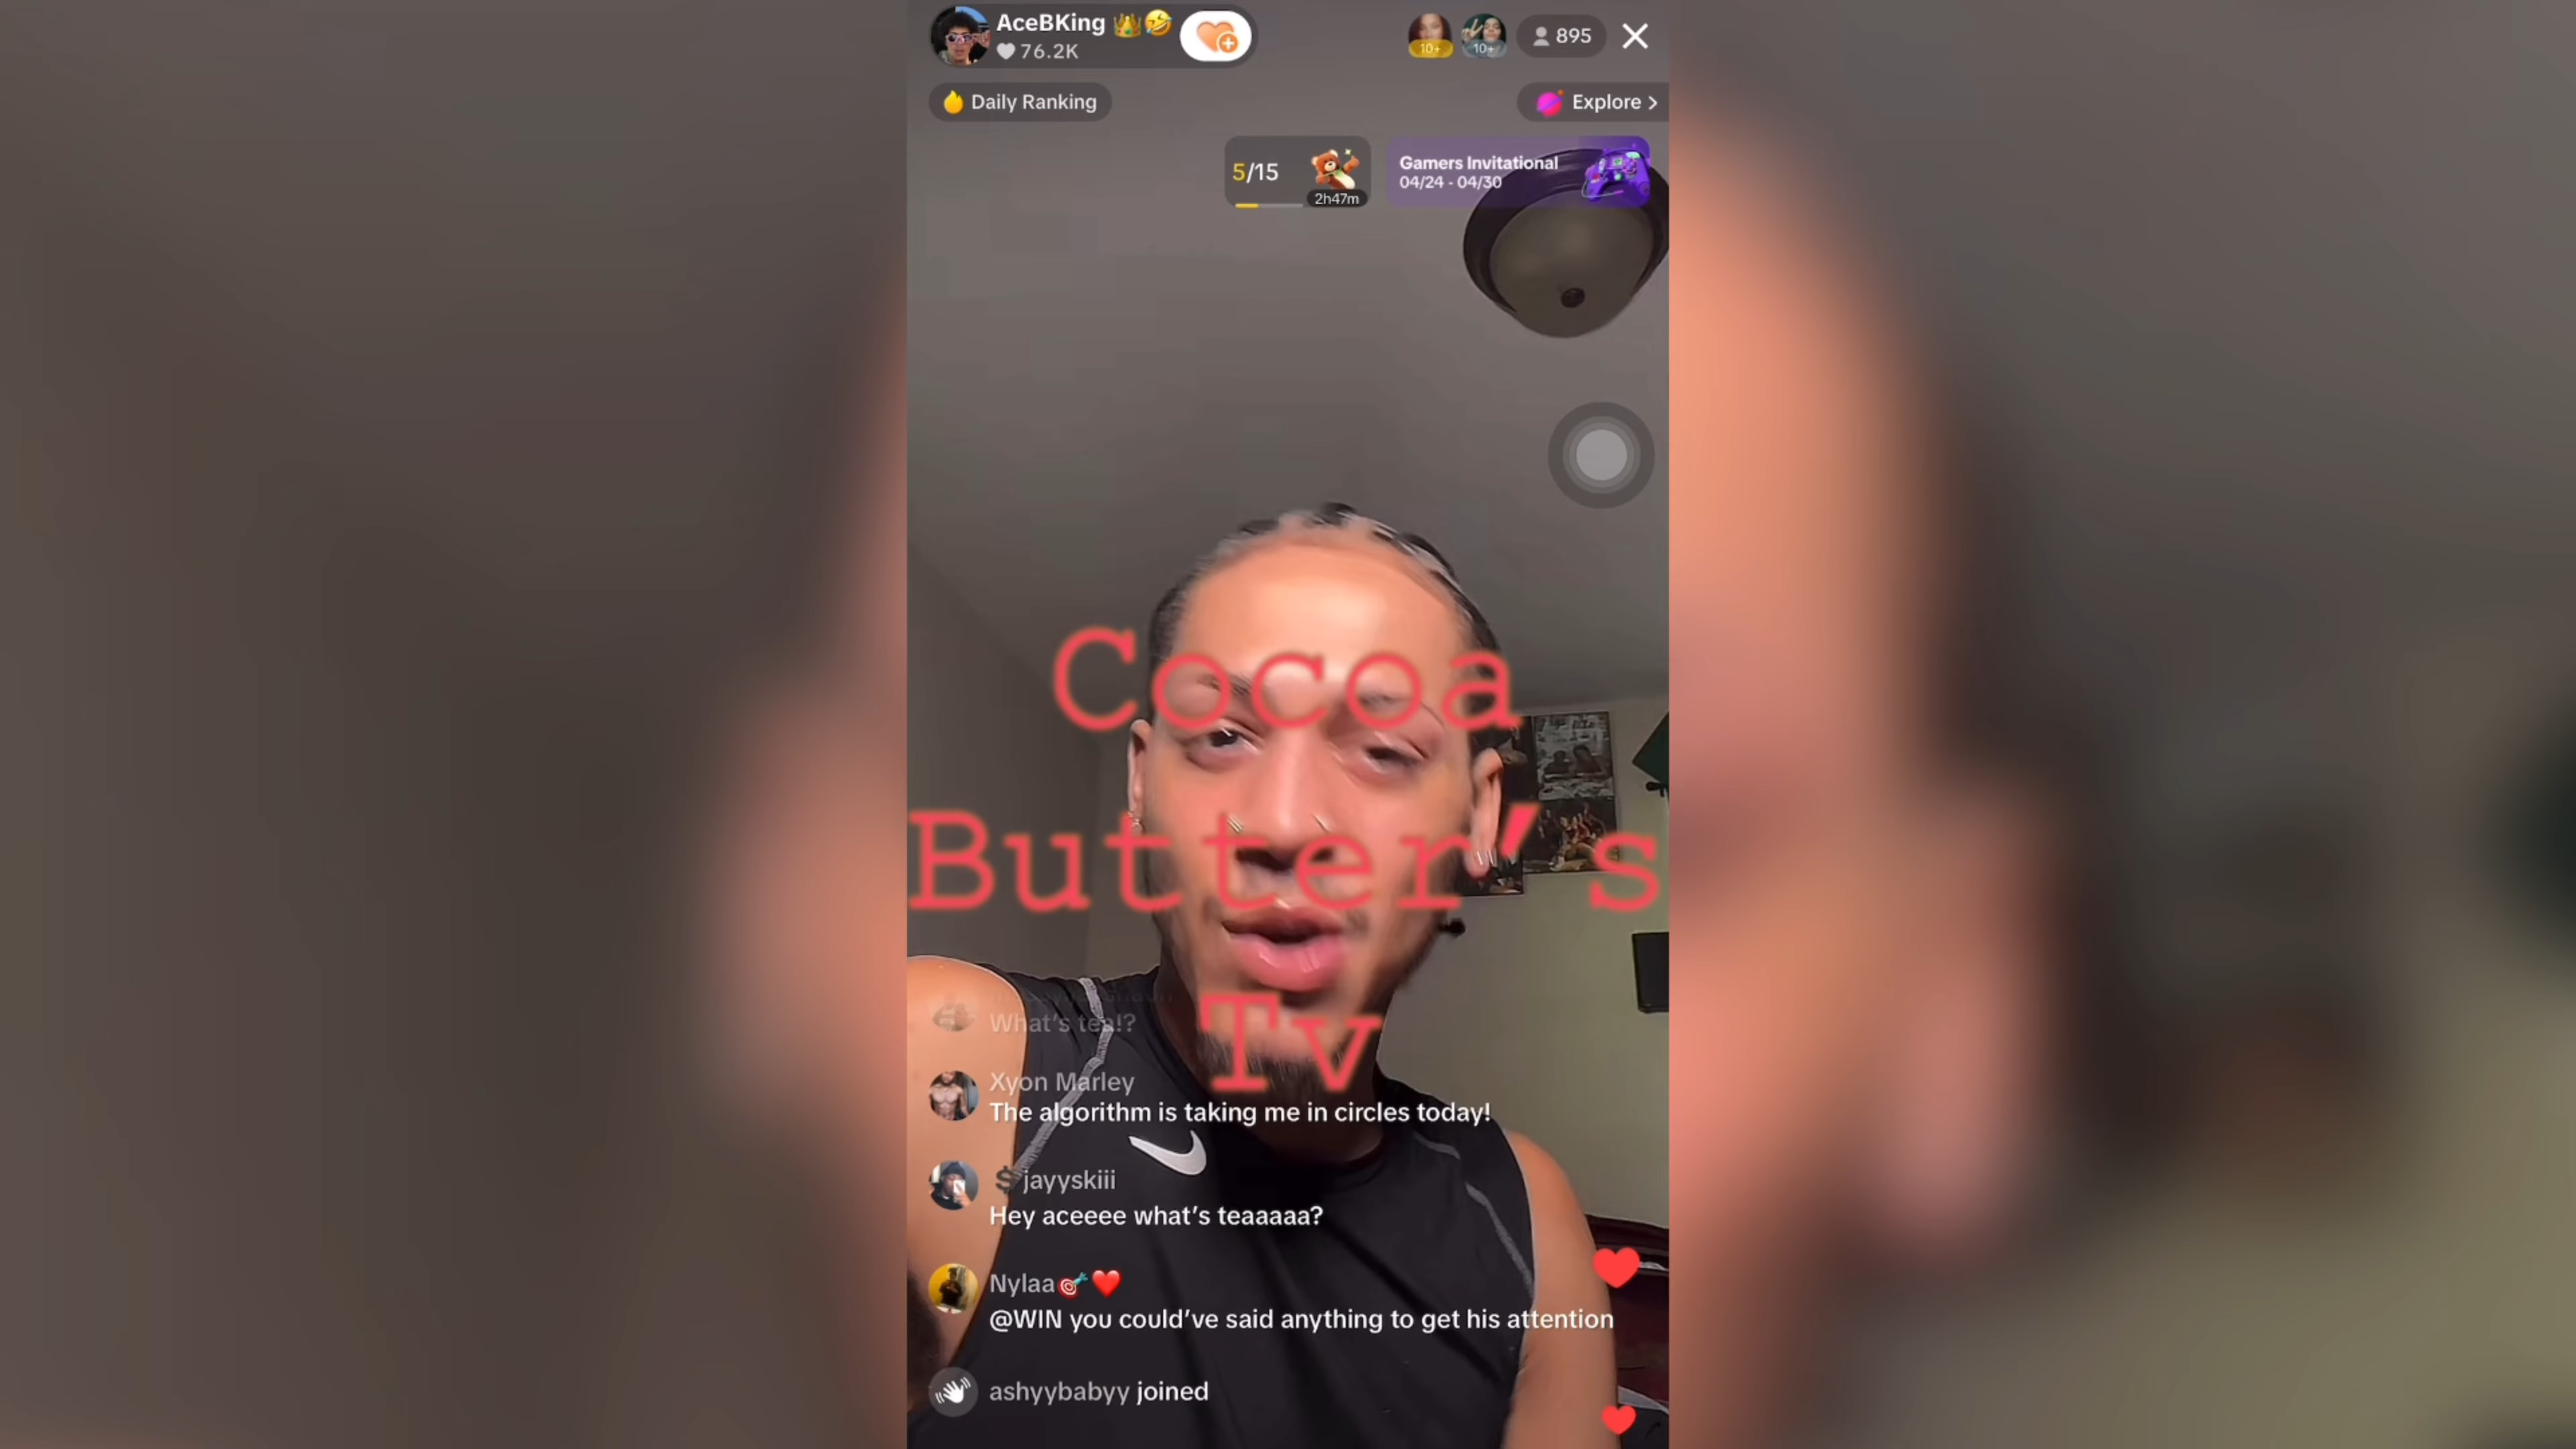 AceBKing 👑🤣
76.2K
10+
10+
895
Daily Ranking
Explore >
5/15
2h47m
Gamers Invitational
04/24 - 04/30
Cocoa
Butter's
Tv
What's tea!?
Xyon Marley
The algorithm is taking me in circles today!
$jayyskiii
Hey aceeee what's teaaaaa?
Nylaa🎯❤️
@WIN you could've said anything to get his attention
ashyybabyy joined